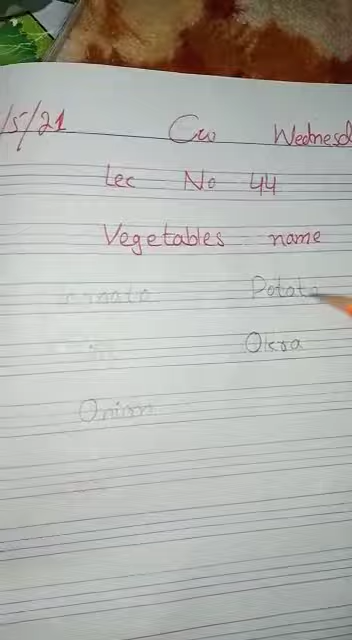 /5/21 Cw Wednesd
Lec No 44
Vegetables name
Potato
Okra
Onion